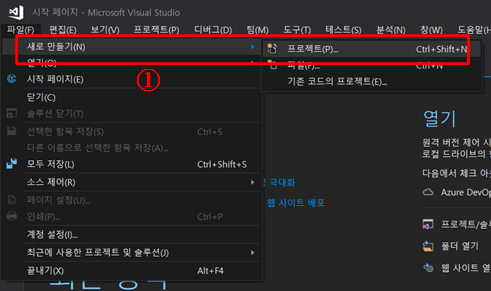 시작 페이지 - Microsoft Visual Studio
파일(F) 편집(E) 보기(V) 프로젝트(P) 디버그(D) 팀(M) 도구(T) 테스트(S) 분석(N) 창(W) 도움말(H)
새로 만들기(N)
프로젝트(P)... Ctrl+Shift+N
열기(O)
파일(F)... Ctrl+N
①
시작 페이지(E)
기존 코드의 프로젝트(E)...
닫기(C)
솔루션 닫기(T)
열기
선택한 항목 저장(S) Ctrl+S
원격 버전 제어 시
다른 이름으로 선택한 항목 저장(A)...
로컬 드라이브의 항
모두 저장(L) Ctrl+Shift+S
다음에서 체크 아웃
소스 제어(R)
극대화
Azure DevOp
페이지 설정(U)...
웹 사이트 배포
인쇄(P)... Ctrl+P
프로젝트/솔루
계정 설정(I)...
폴더 열기
최근에 사용한 프로젝트 및 솔루션(J)
웹 사이트 열
끝내기(X) Alt+F4